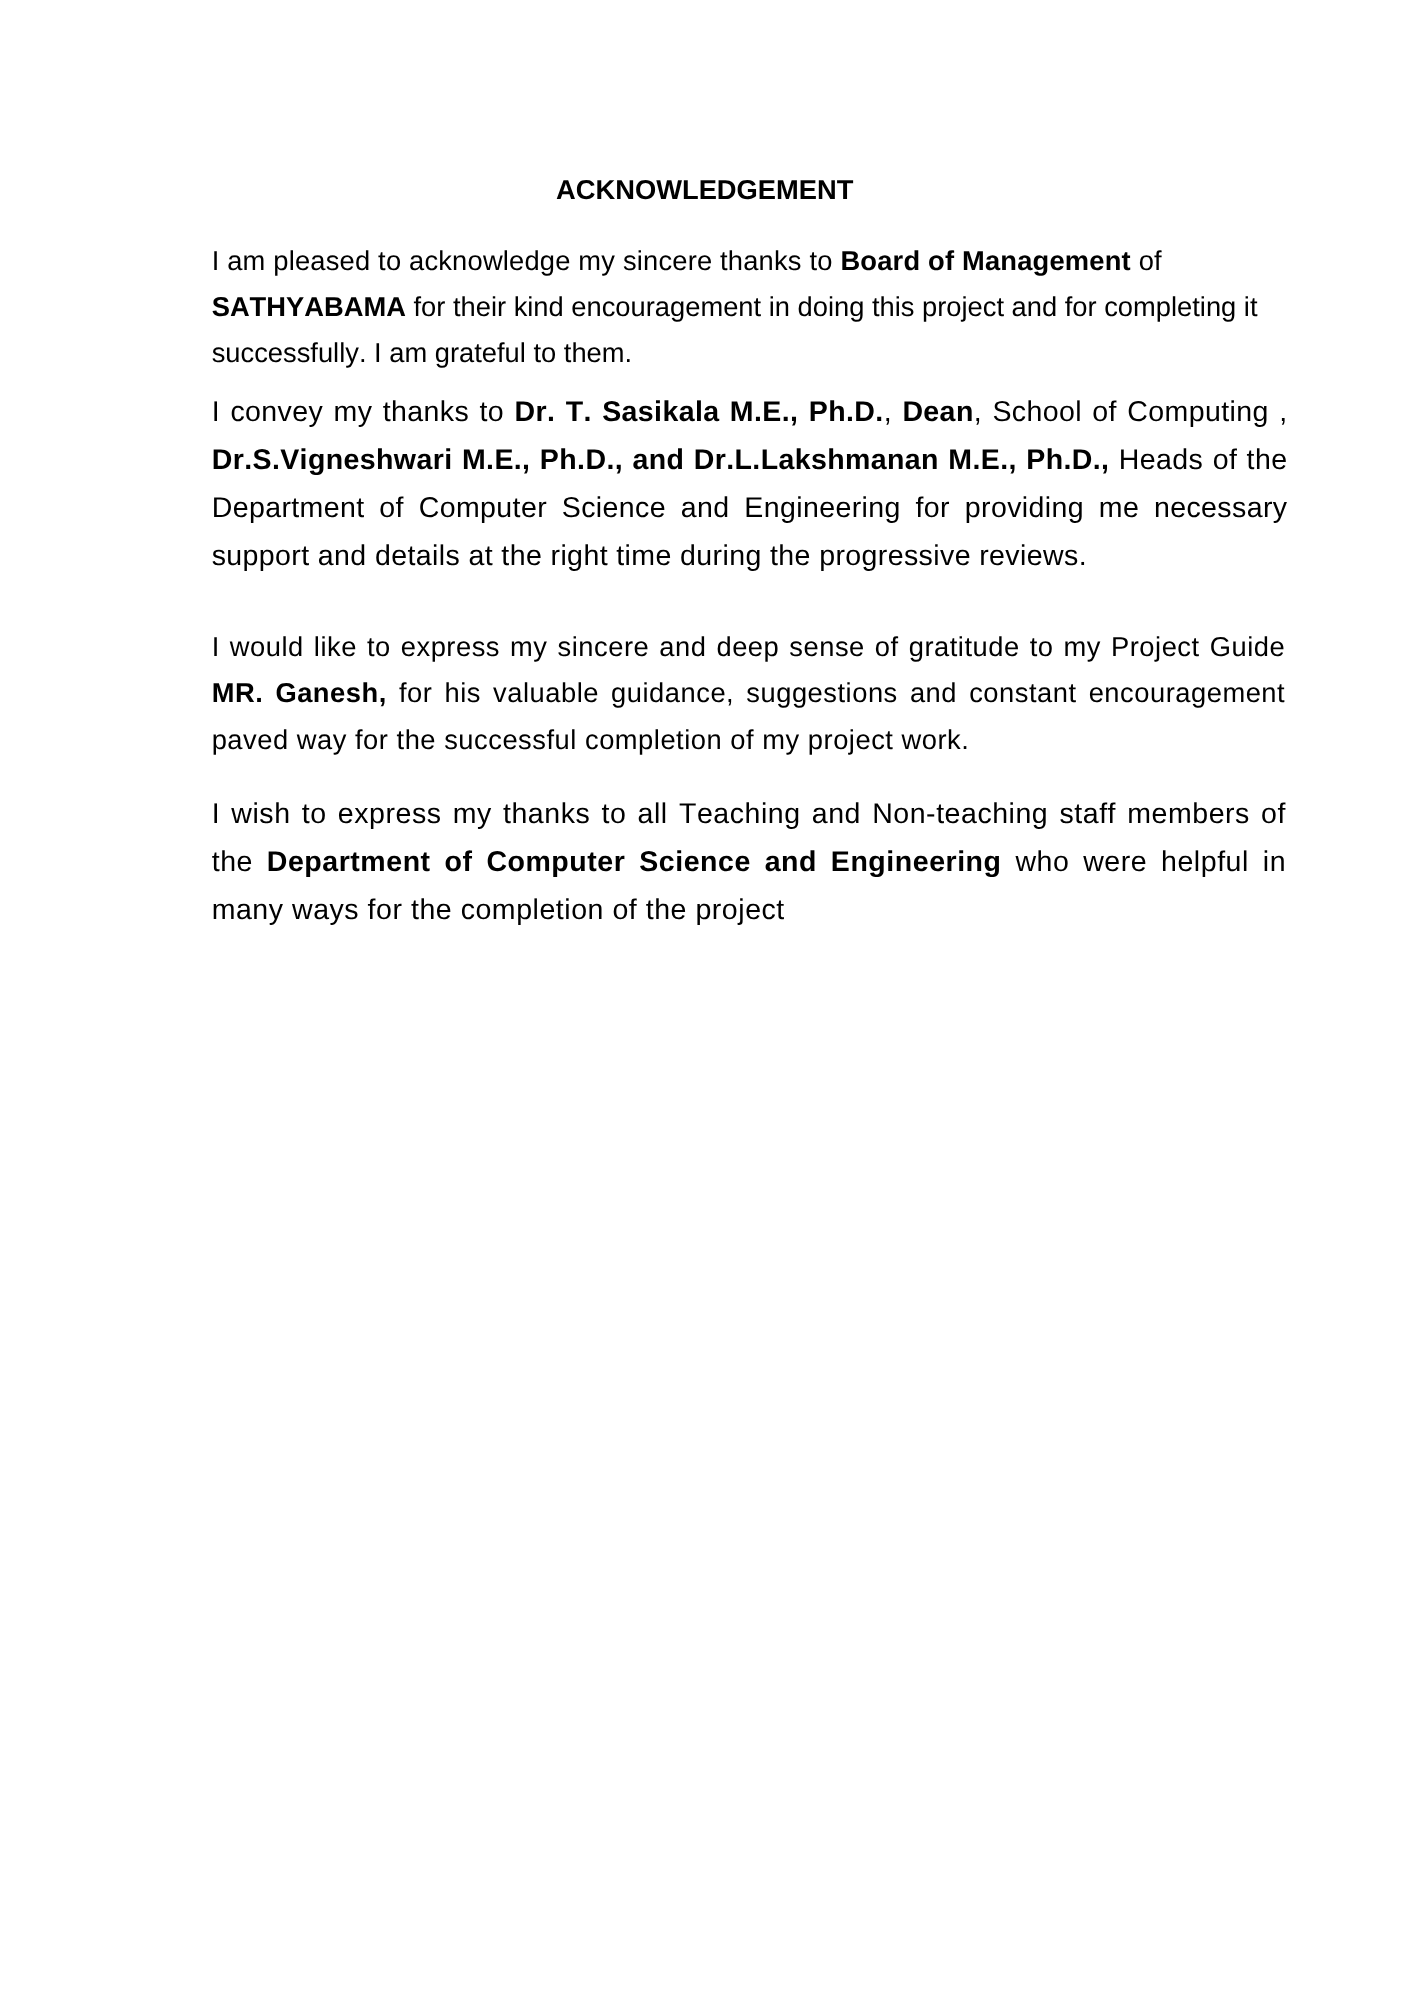 ACKNOWLEDGEMENT
I am pleased to acknowledge my sincere thanks to Board of Management of
SATHYABAMA for their kind encouragement in doing this project and for completing it
successfully. I am grateful to them.
I convey my thanks to Dr. T. Sasikala M.E., Ph.D., Dean, School of Computing ,
Dr.S.Vigneshwari M.E., Ph.D., and Dr.L.Lakshmanan M.E., Ph.D., Heads of the
Department of Computer Science and Engineering for providing me necessary
support and details at the right time during the progressive reviews.
I would like to express my sincere and deep sense of gratitude to my Project Guide
MR. Ganesh, for his valuable guidance, suggestions and constant encouragement
paved way for the successful completion of my project work.
I wish to express my thanks to all Teaching and Non-teaching staff members of
the Department of Computer Science and Engineering who were helpful in
many ways for the completion of the project